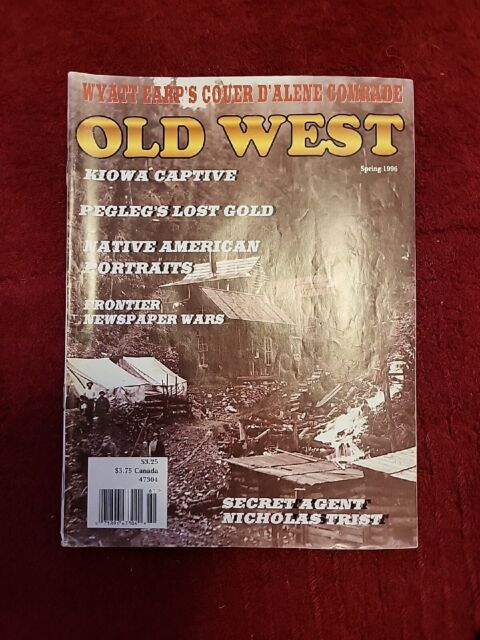 WYATT EARP'S COUER D'ALENE COMRADE
OLD WEST
Spring 1996
KIOWA CAPTIVE
PEGLEG'S LOST GOLD
NATIVE AMERICAN
PORTRAITS
FRONTIER
NEWSPAPER WARS
$3.25
$3.75 Canada
47304
61>
SECRET AGENT
NICHOLAS TRIST